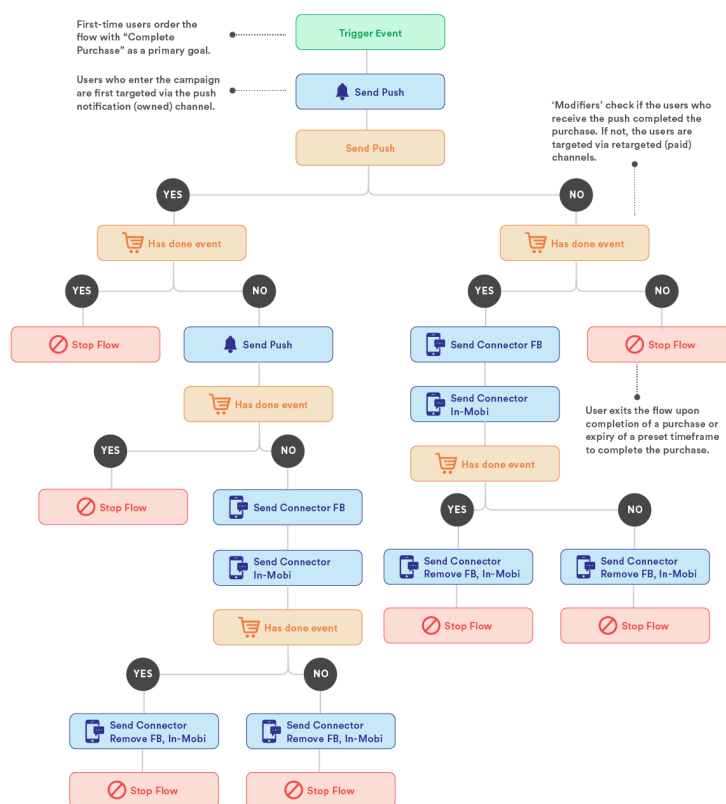 First-time users order the
flow with “Complete
Purchase” as a primary goal.
Trigger Event
Users who enter the campaign
are first targeted via the push
notification (owned) channel.
Send Push
‘Modifiers’ check if the users who
receive the push completed the
purchase. If not, the users are
targeted via retargeted (paid)
channels.
Send Push
YES
NO
Has done event
Has done event
YES
NO
YES
NO
Stop Flow
Send Push
Send Connector FB
Stop Flow
Has done event
Send Connector
In-Mobi
User exits the flow upon
completion of a purchase or
expiry of a preset timeframe
to complete the purchase.
YES
NO
Has done event
Stop Flow
Send Connector FB
YES
NO
Send Connector
In-Mobi
Send Connector
Remove FB, In-Mobi
Send Connector
Remove FB, In-Mobi
Has done event
Stop Flow
Stop Flow
YES
NO
Send Connector
Remove FB, In-Mobi
Send Connector
Remove FB, In-Mobi
Stop Flow
Stop Flow